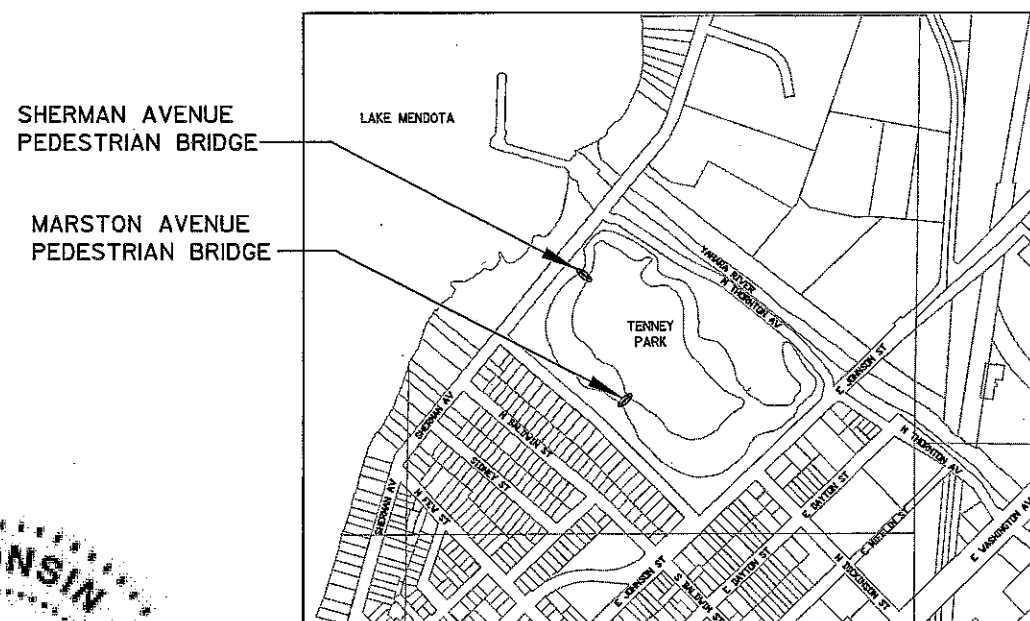 SHERMAN AVENUE
PEDESTRIAN BRIDGE
LAKE MENDOTA
MARSTON AVENUE
PEDESTRIAN BRIDGE
YAHARA RIVER
N THORNTON AV
TENNEY
PARK
E JOHNSON ST
SHERMAN AV
N BALDWIN ST
SIDNEY ST
N THORNTON AV
SHERMAN AV
N FEW ST
E DAYTON ST
E MIFFLIN ST
E WASHINGTON AV
E JOHNSON ST
S BALDWIN ST
E DAYTON ST
N DICKINSON ST
NSIN